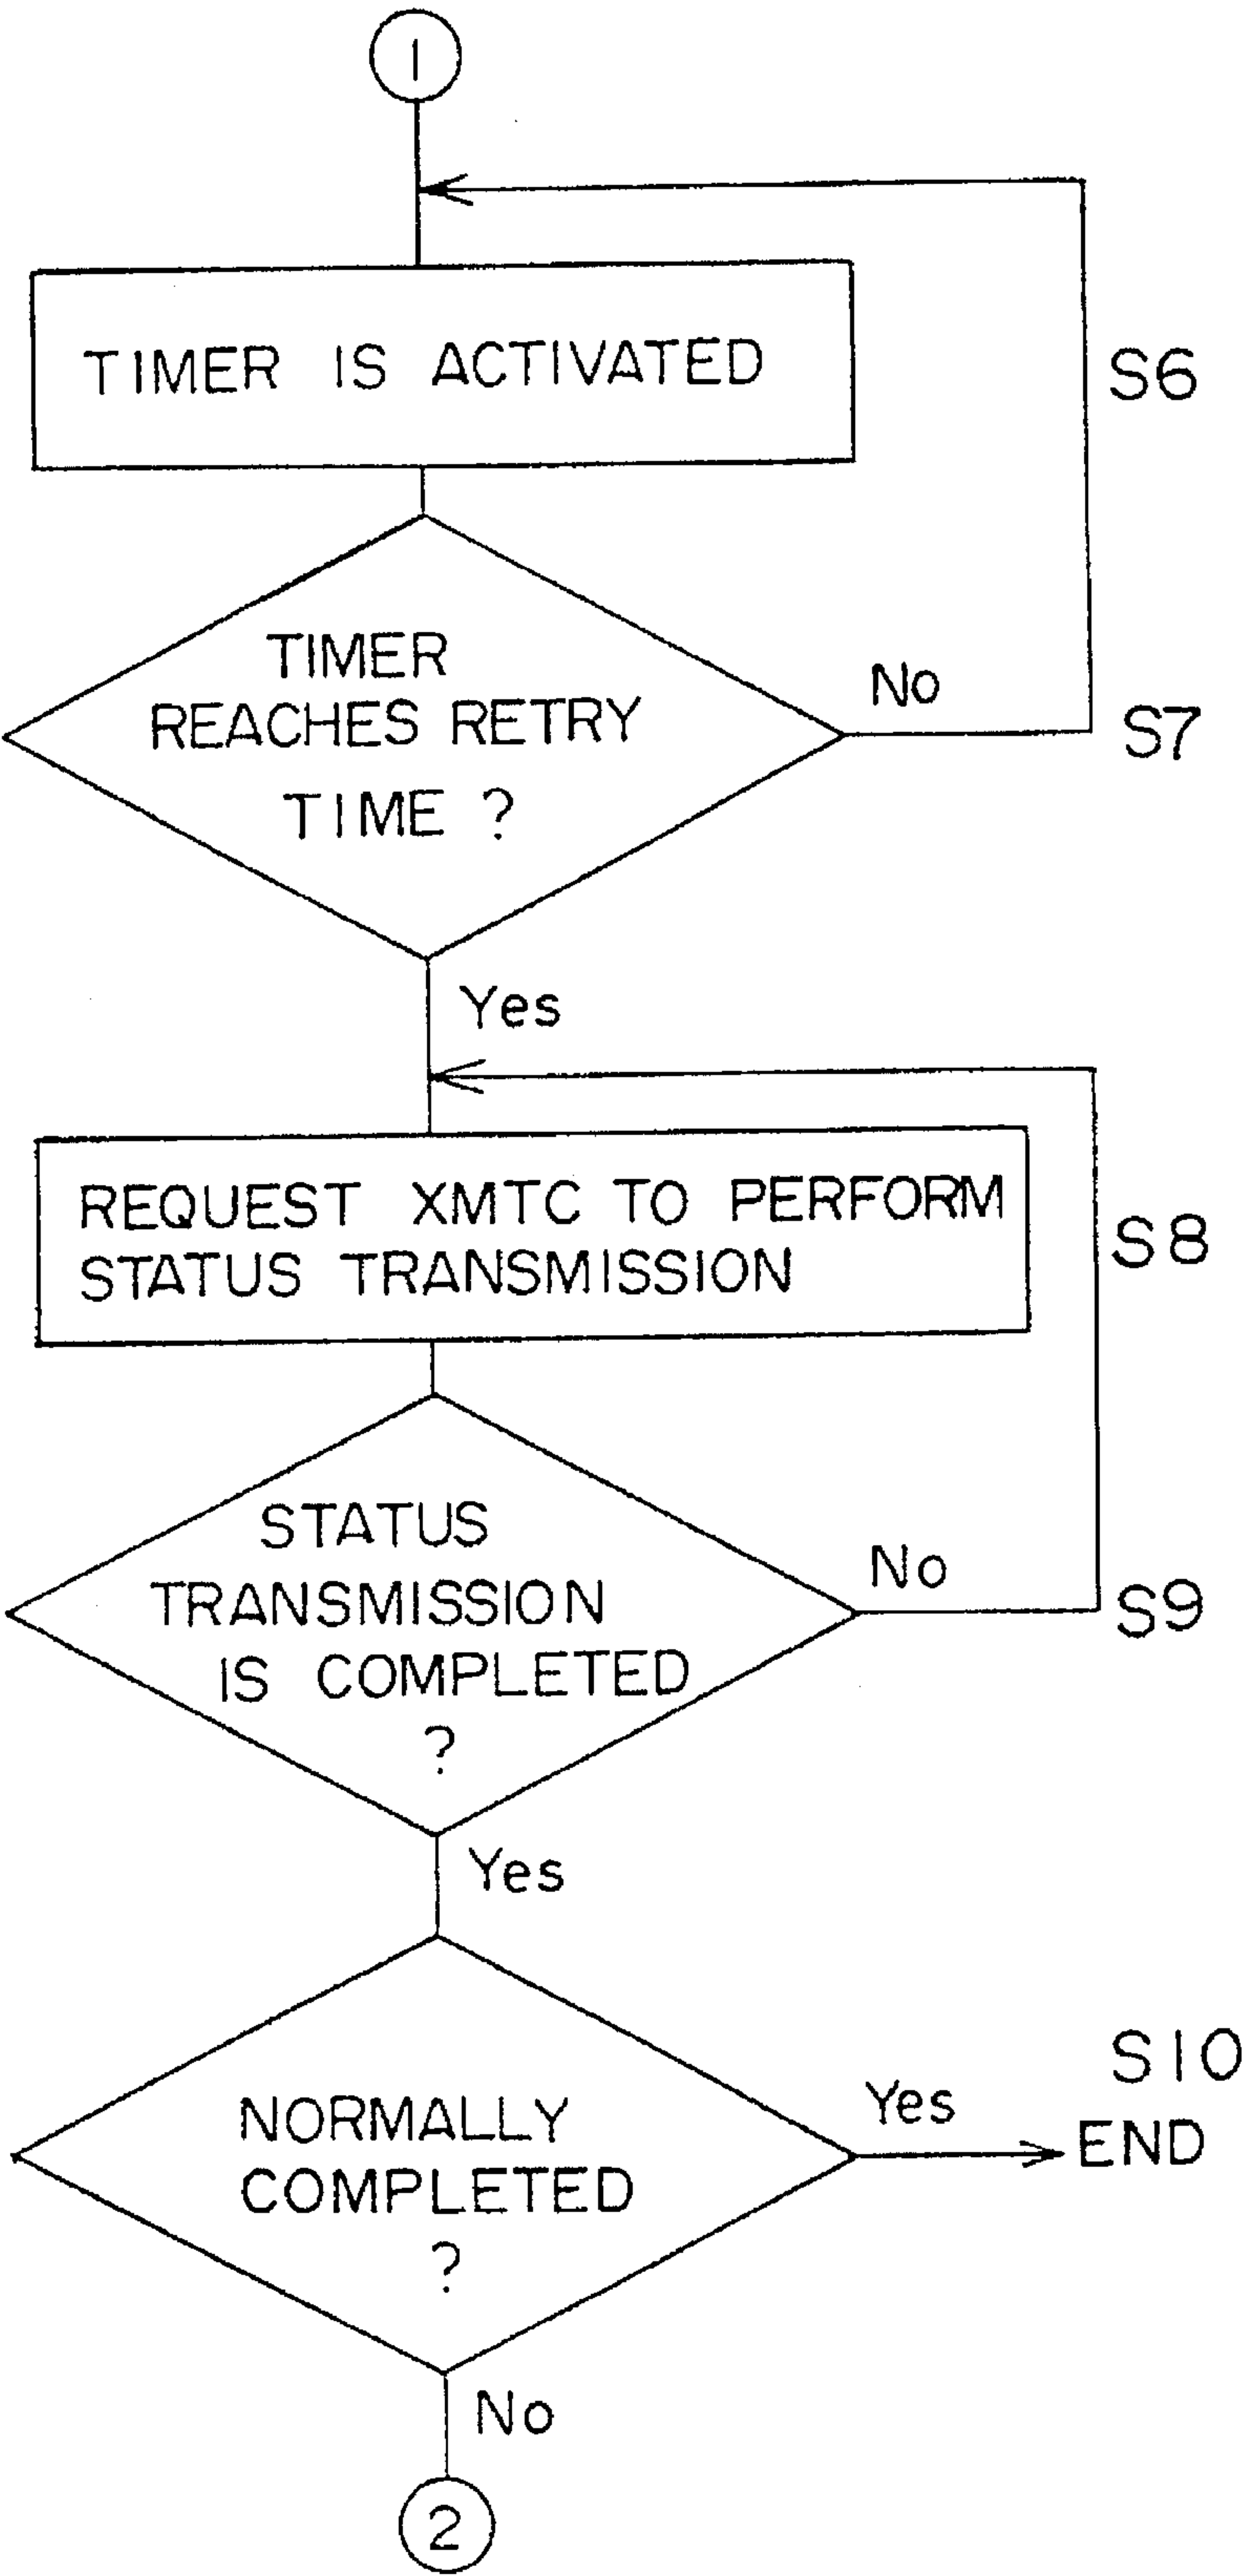 1
TIMER IS ACTIVATED
S6
TIMER
REACHES RETRY
TIME ?
No
S7
Yes
REQUEST XMTC TO PERFORM
STATUS TRANSMISSION
S8
STATUS
TRANSMISSION
IS COMPLETED
?
No
S9
Yes
NORMALLY
COMPLETED
?
Yes
S10
END
No
2